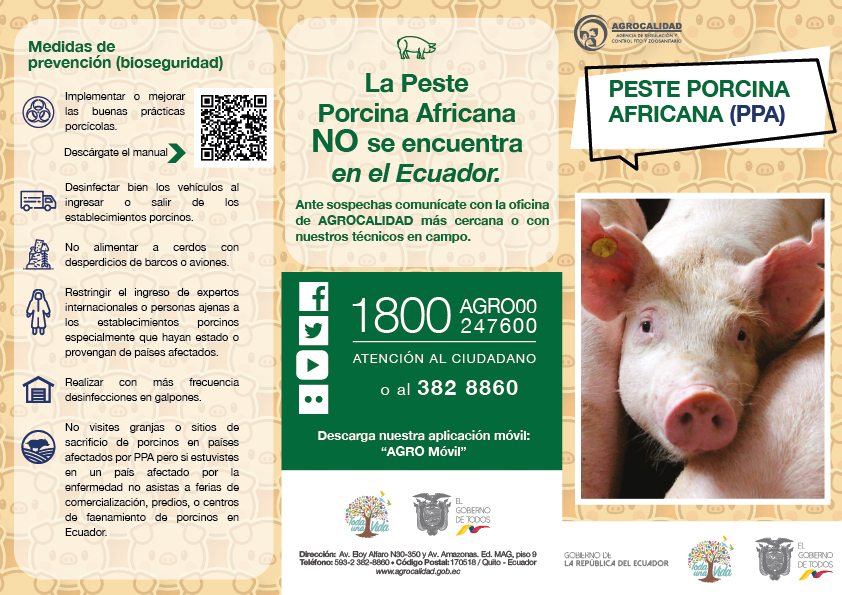 Medidas de
prevención (bioseguridad)
Implementar o mejorar
las buenas prácticas
porcícolas.
Descárgate el manual
Desinfectar bien los vehículos al
ingresar o salir de los
establecimientos porcinos.
No alimentar a cerdos con
desperdicios de barcos o aviones.
Restringir el ingreso de expertos
internacionales o personas ajenas a
los establecimientos porcinos
especialmente que hayan estado o
provengan de países afectados.
Realizar con más frecuencia
desinfecciones en galpones.
No visites granjas o sitios de
sacrificio de porcinos en países
afectados por PPA pero si estuvistes
en un país afectado por la
enfermedad no asistas a ferias de
comercialización, predios, o centros
de faenamiento de porcinos en
Ecuador.
La Peste
Porcina Africana
NO se encuentra
en el Ecuador.
Ante sospechas comunícate con la oficina
de AGROCALIDAD más cercana o con
nuestros técnicos en campo.
1800 AGRO00
247600
ATENCIÓN AL CIUDADANO
o al 382 8860
Descarga nuestra aplicación móvil:
“AGRO Móvil”
Toda
una Vida
EL
GOBIERNO
DE TODOS
Dirección: Av. Eloy Alfaro N30-350 y Av. Amazonas. Ed. MAG, piso 9
Teléfono: 593-2 382-8860 • Código Postal: 170518 / Quito - Ecuador
www.agrocalidad.gob.ec
AGROCALIDAD
AGENCIA DE REGULACIÓN Y
CONTROL FITO Y ZOOSANITARIO
PESTE PORCINA
AFRICANA (PPA)
GOBIERNO DE
LA REPÚBLICA DEL ECUADOR
Toda
una Vida
EL
GOBIERNO
DE TODOS